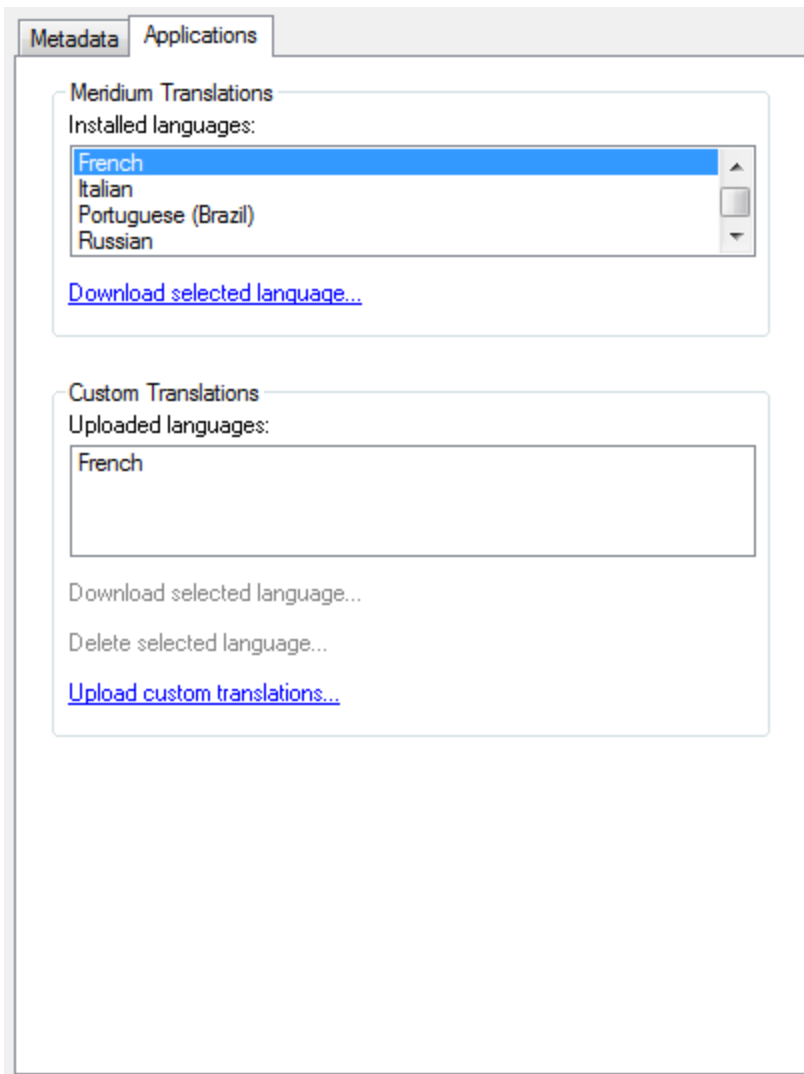 Metadata
Applications
Meridium Translations
Installed languages:
French
Italian
Portuguese (Brazil)
Russian
Download selected language...
Custom Translations
Uploaded languages:
French
Download selected language...
Delete selected language...
Upload custom translations...